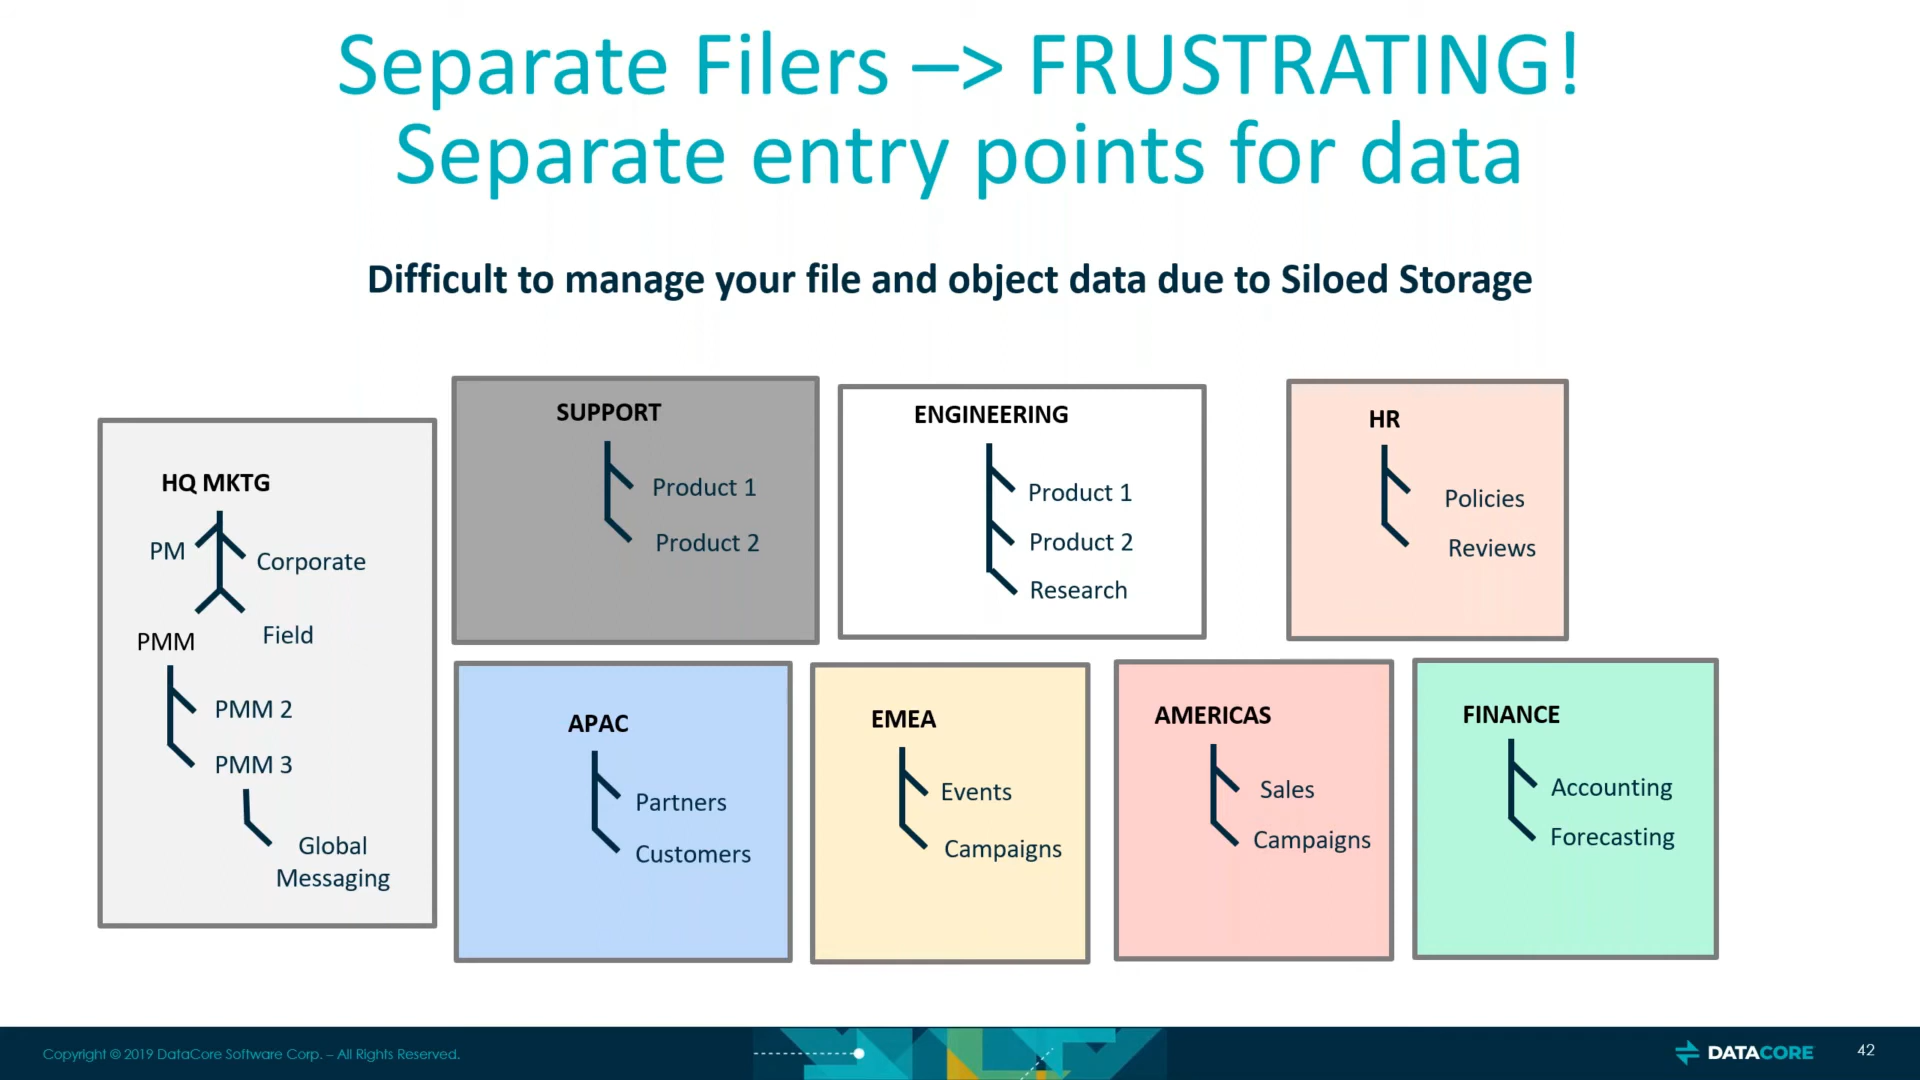 Separate Filers –> FRUSTRATING!
Separate entry points for data
Difficult to manage your file and object data due to Siloed Storage
HQ MKTG
PM
Corporate
PMM
Field
PMM 2
PMM 3
Global
Messaging
SUPPORT
Product 1
Product 2
ENGINEERING
Product 1
Product 2
Research
HR
Policies
Reviews
APAC
Partners
Customers
EMEA
Events
Campaigns
AMERICAS
Sales
Campaigns
FINANCE
Accounting
Forecasting
Copyright © 2019 DataCore Software Corp. – All Rights Reserved.
DATACORE
42